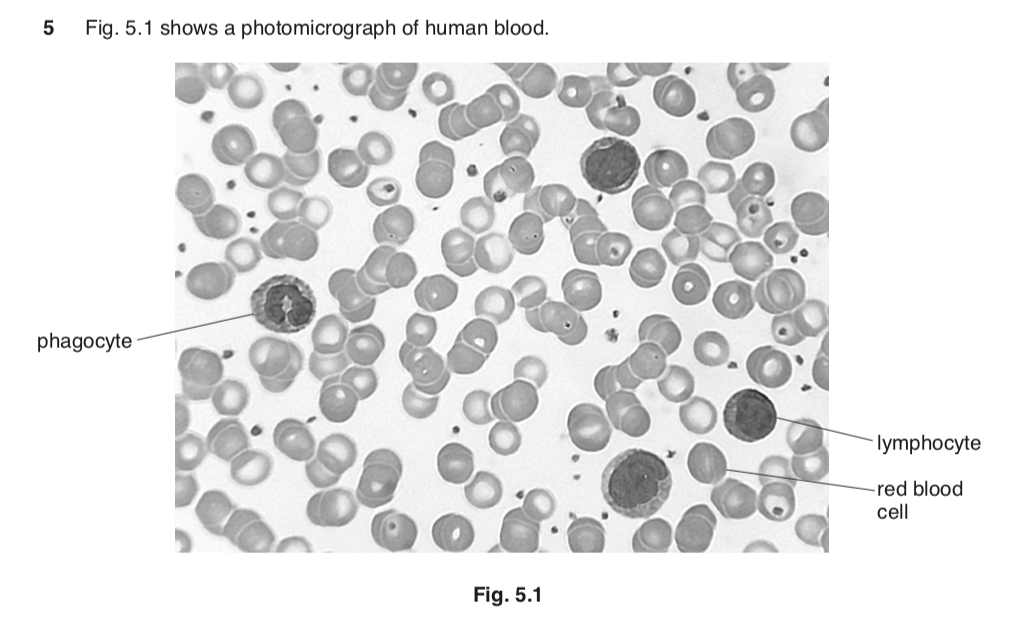 5 Fig. 5.1 shows a photomicrograph of human blood.
phagocyte
lymphocyte
red blood
cell
Fig. 5.1